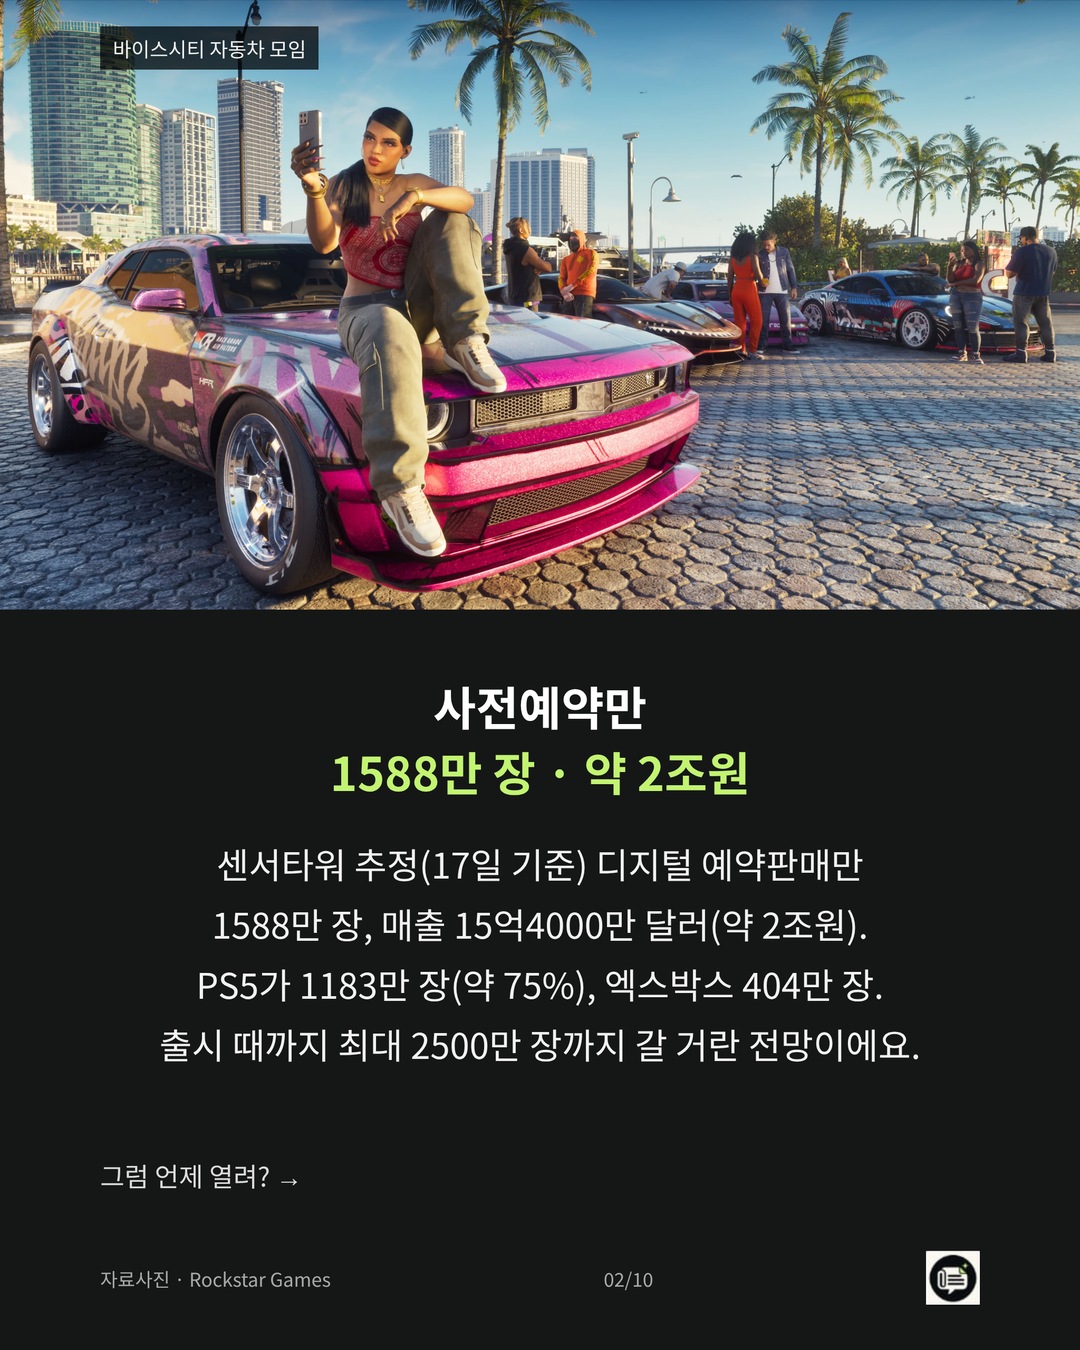 바이스시티 자동차 모임
사전예약만
1588만 장 · 약 2조원
센서타워 추정(17일 기준) 디지털 예약판매만
1588만 장, 매출 15억4000만 달러(약 2조원).
PS5가 1183만 장(약 75%), 엑스박스 404만 장.
출시 때까지 최대 2500만 장까지 갈 거란 전망이에요.
그럼 언제 열려? →
자료사진 · Rockstar Games
02/10